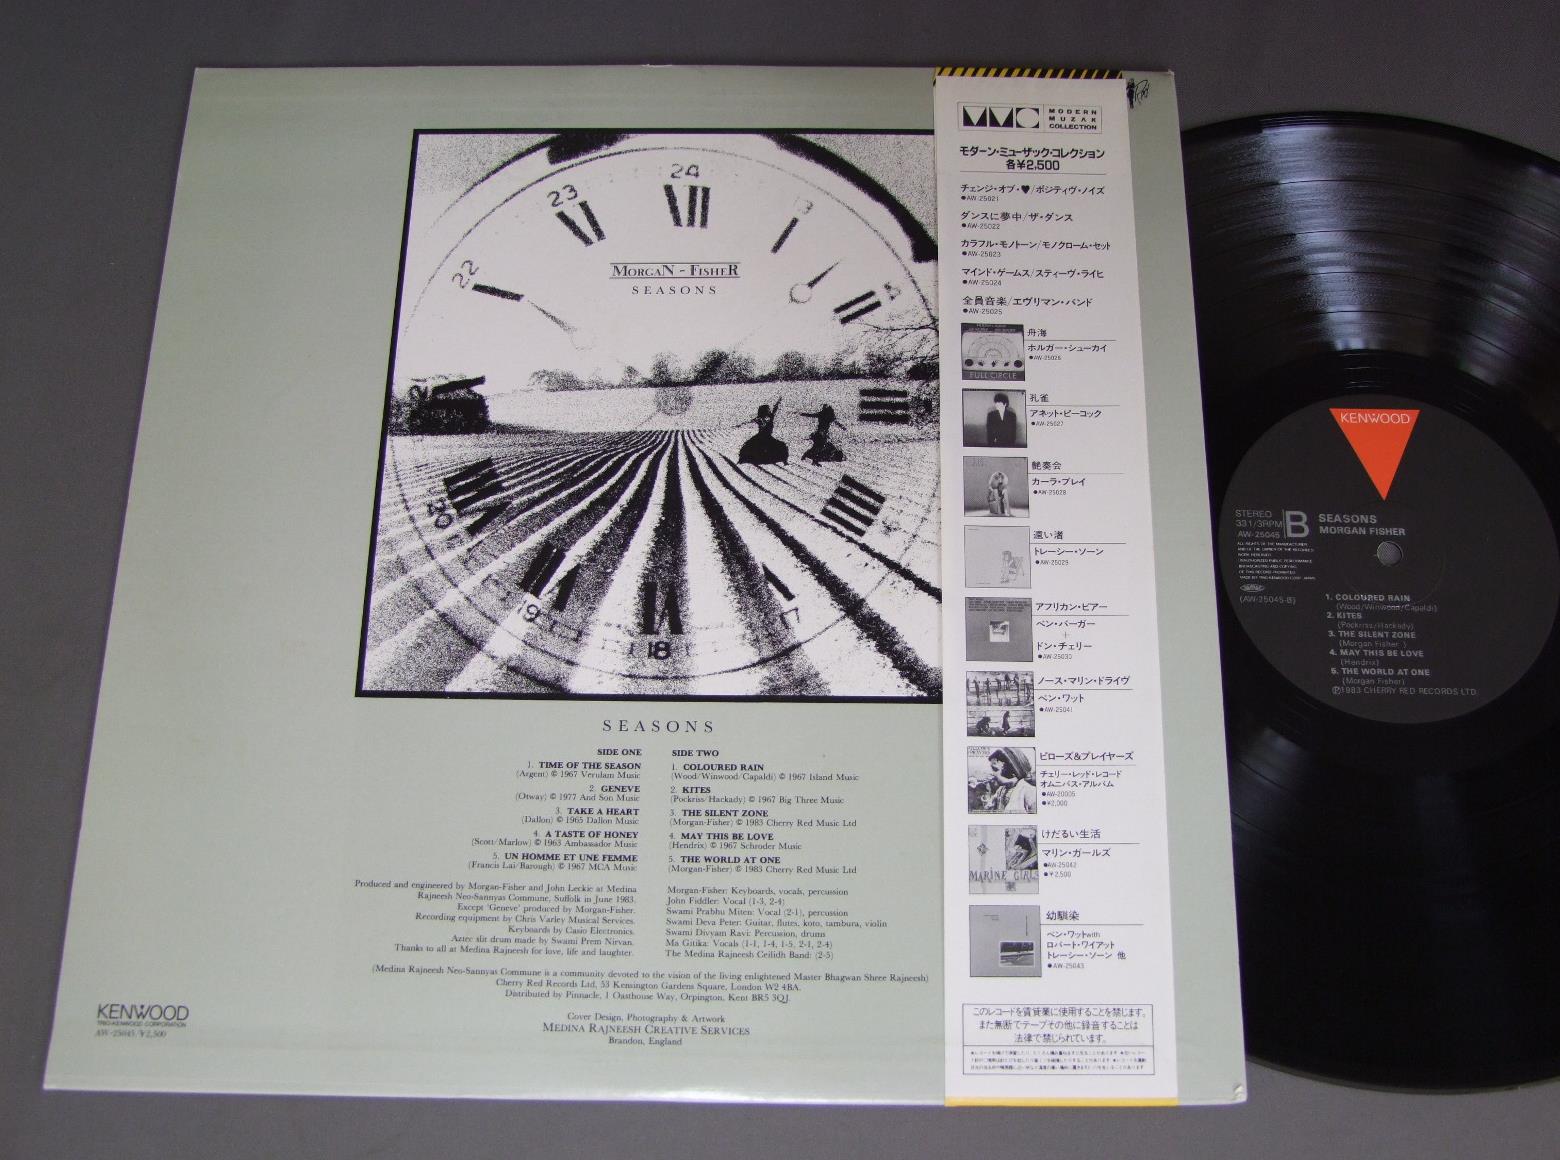 24
23
22
20
19
18
17
MORGAN - FISHER
SEASONS
SEASONS
SIDE ONE
1. TIME OF THE SEASON
(Argent) © 1967 Verulam Music
2. GENEVE
(Otway) © 1977 And Son Music
3. TAKE A HEART
(Dallon) © 1965 Dallon Music
4. A TASTE OF HONEY
(Scott/Marlow) © 1963 Ambassador Music
5. UN HOMME ET UNE FEMME
(Francis Lai/Barough) © 1967 MCA Music
SIDE TWO
1. COLOURED RAIN
(Wood/Winwood/Capaldi) © 1967 Island Music
2. KITES
(Pockriss/Hackady) © 1967 Big Three Music
3. THE SILENT ZONE
(Morgan-Fisher) © 1983 Cherry Red Music Ltd
4. MAY THIS BE LOVE
(Hendrix) © 1967 Schroder Music
5. THE WORLD AT ONE
(Morgan-Fisher) © 1983 Cherry Red Music Ltd
Produced and engineered by Morgan-Fisher and John Leckie at Medina
Rajneesh Neo-Sannyas Commune, Suffolk in June 1983.
Except 'Geneve' produced by Morgan-Fisher.
Recording equipment by Chris Varley Musical Services.
Keyboards by Casio Electronics.
Aztec slit drum made by Swami Prem Nirvan.
Thanks to all at Medina Rajneesh for love, life and laughter.
Morgan-Fisher: Keyboards, vocals, percussion
John Fiddler: Vocal (1-3, 2-4)
Swami Prabhu Miten: Vocal (2-1), percussion
Swami Deva Peter: Guitar, flutes, koto, tambura, violin
Swami Divyam Ravi: Percussion, drums
Ma Gitika: Vocals (1-1, 1-4, 1-5, 2-1, 2-4)
The Medina Rajneesh Ceilidh Band: (2-5)
(Medina Rajneesh Neo-Sannyas Commune is a community devoted to the vision of the living enlightened Master Bhagwan Shree Rajneesh)
Cherry Red Records Ltd, 53 Kensington Gardens Square, London W2 4BA.
Distributed by Pinnacle, 1 Oasthouse Way, Orpington, Kent BR5 3QJ.
Cover Design, Photography & Artwork
MEDINA RAJNEESH CREATIVE SERVICES
Brandon, England
KENWOOD
TRIO-KENWOOD CORPORATION
AW-25045/¥2,500
MMC MODERN
MUZAK
COLLECTION
モダーン・ミューザック・コレクション
各¥2,500
チェンジ・オブ・♥/ポジティヴ・ノイズ
●AW-25021
ダンスに夢中/ザ・ダンス
●AW-25022
カラフル・モノトーン/モノクローム・セット
●AW-25023
マインド・ゲームス/スティーヴ・ライヒ
●AW-25024
全員音楽/エヴリマン・バンド
●AW-25025
FULL CIRCLE
舟海
ホルガー・シューカイ
●AW-25026
孔雀
アネット・ピーコック
●AW-25027
艶奏会
カーラ・ブレイ
●AW-25028
遠い渚
トレーシー・ソーン
●AW-25029
アフリカン・ビアー
ベン・バーガー
+
ドン・チェリー
●AW-25030
ノース・マリン・ドライヴ
ベン・ワット
●AW-25041
ピローズ&プレイヤーズ
チェリー・レッド・レコード
オムニバス・アルバム
●AW-20005
●¥2,000
MARINE GIRLS
けだるい生活
マリン・ガールズ
●AW-25042
●¥2,500
幼馴染
ベン・ワットwith
ロバート・ワイアット
トレーシー・ソーン 他
●AW-25043
このレコードを賃貸業に使用することを禁じます。
また無断でテープその他に録音することは
法律で禁じられています。
KENWOOD
STEREO
33 1/3RPM
AW-25045
B
SEASONS
MORGAN FISHER
(AW-25045-B)
1. COLOURED RAIN
(Wood/Winwood/Capaldi)
2. KITES
(Pockriss/Hackady)
3. THE SILENT ZONE
(Morgan Fisher)
4. MAY THIS BE LOVE
(Hendrix)
5. THE WORLD AT ONE
(Morgan Fisher)
Ⓟ1983 CHERRY RED RECORDS LTD.